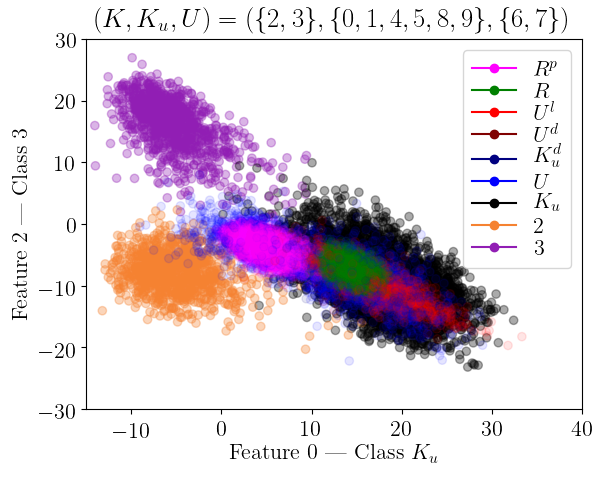 (K, K_u, U) = ({2, 3}, {0, 1, 4, 5, 8, 9}, {6, 7})
30
20
10
0
−10
−20
−30
Feature 2 — Class 3
R^p
R
U^l
U^d
K_u^d
U
K_u
2
3
−10 0 10 20 30 40
Feature 0 — Class K_u